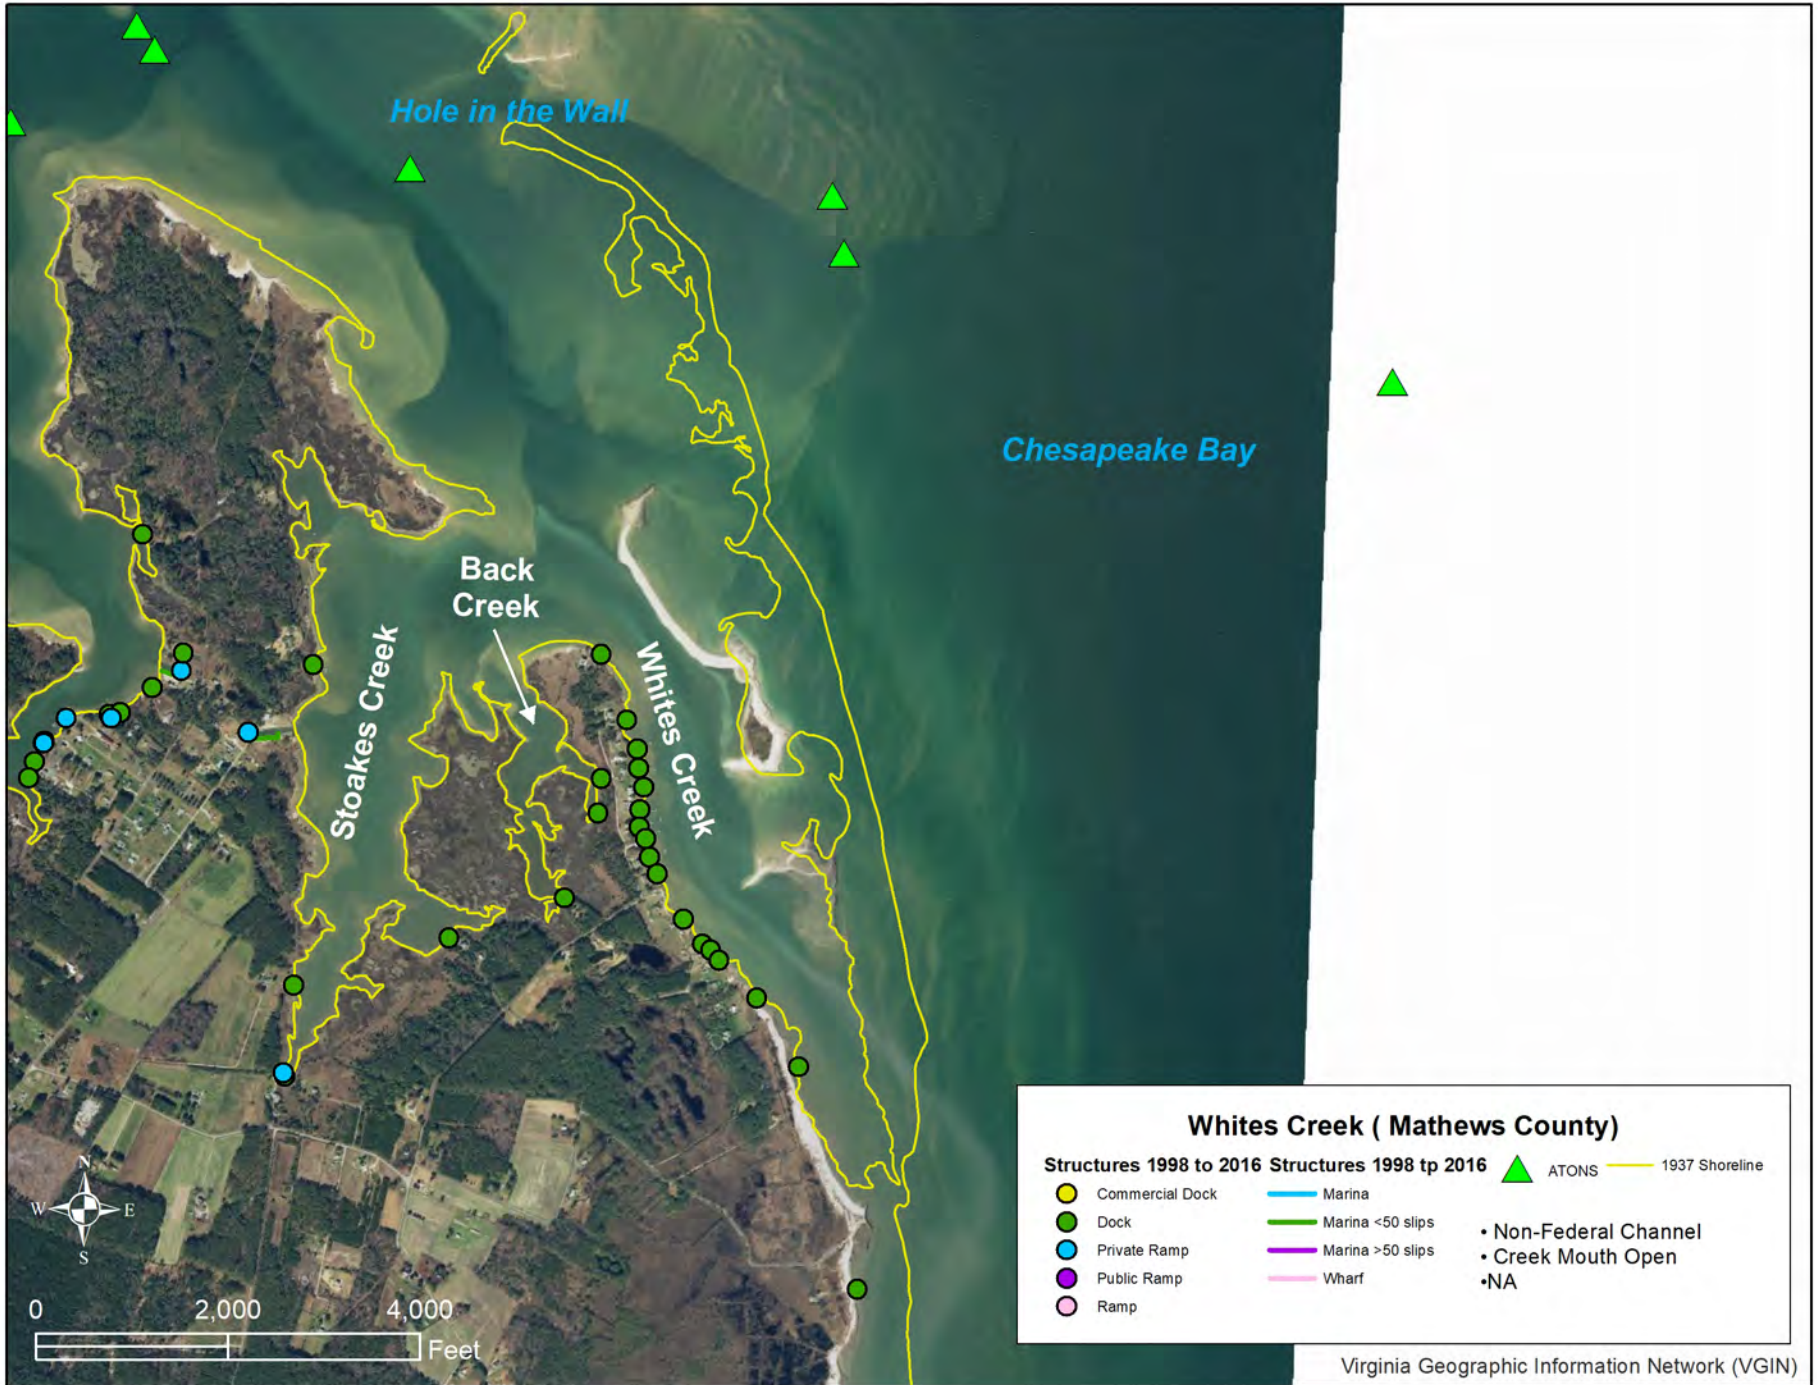 Hole in the Wall
Chesapeake Bay
Back
Creek
Stoakes Creek
Whites Creek
N
W
E
S
0 2,000 4,000
Feet
Whites Creek ( Mathews County)
Structures 1998 to 2016
Commercial Dock
Dock
Private Ramp
Public Ramp
Ramp
Structures 1998 tp 2016
Marina
Marina <50 slips
Marina >50 slips
Wharf
ATONS
1937 Shoreline
• Non-Federal Channel
• Creek Mouth Open
•NA
Virginia Geographic Information Network (VGIN)